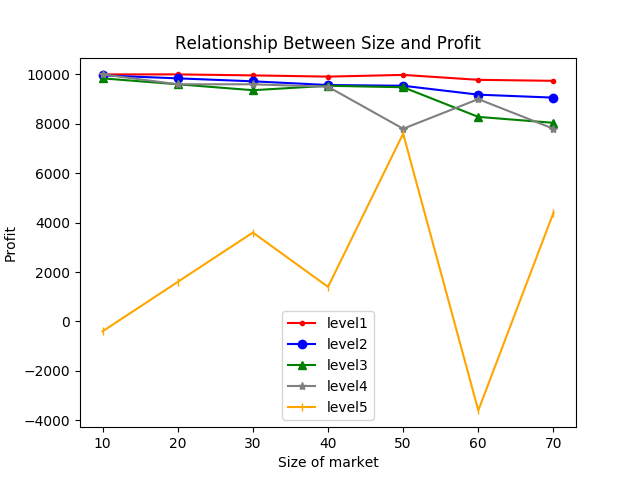 Relationship Between Size and Profit
10000
8000
6000
4000
2000
0
−2000
−4000
Profit
level1
level2
level3
level4
level5
10 20 30 40 50 60 70
Size of market